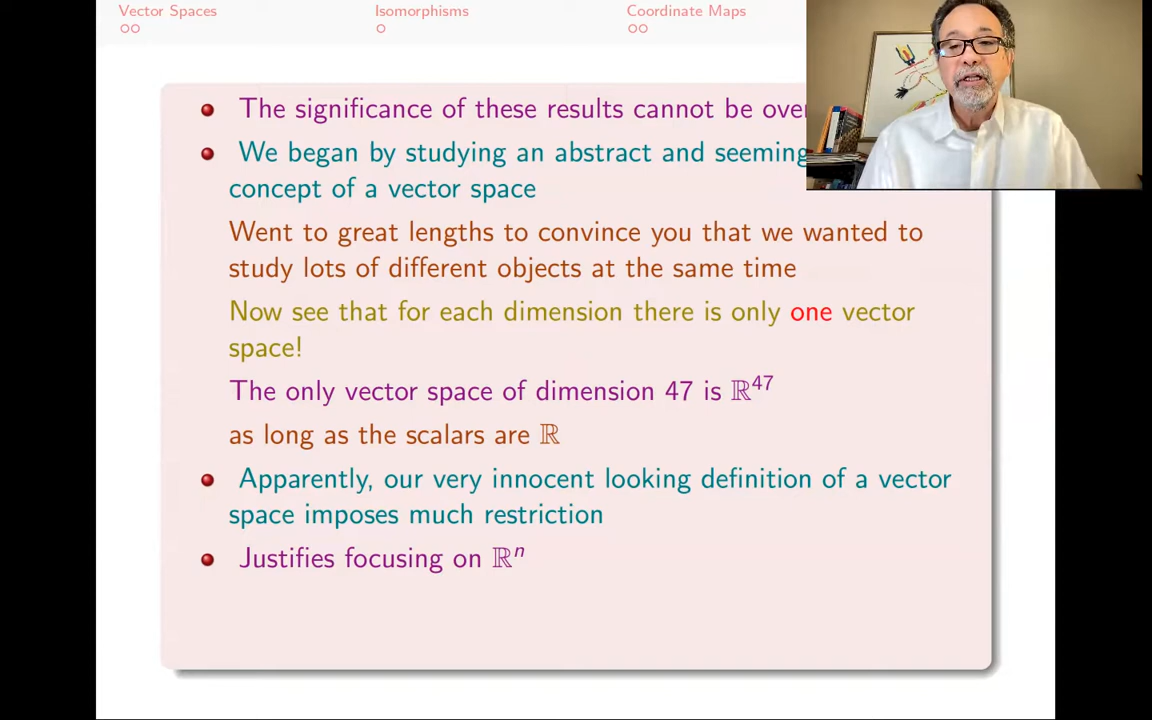 Vector Spaces
Isomorphisms
Coordinate Maps
The significance of these results cannot be
We began by studying an abstract and
concept of a vector space
Went to great lengths to convince you that we wanted to
study lots of different objects at the same time
Now see that for each dimension there is only one vector
space!
The only vector space of dimension 47 is ℝ⁴⁷
as long as the scalars are ℝ
Apparently, our very innocent looking definition of a vector
space imposes much restriction
Justifies focusing on ℝⁿ